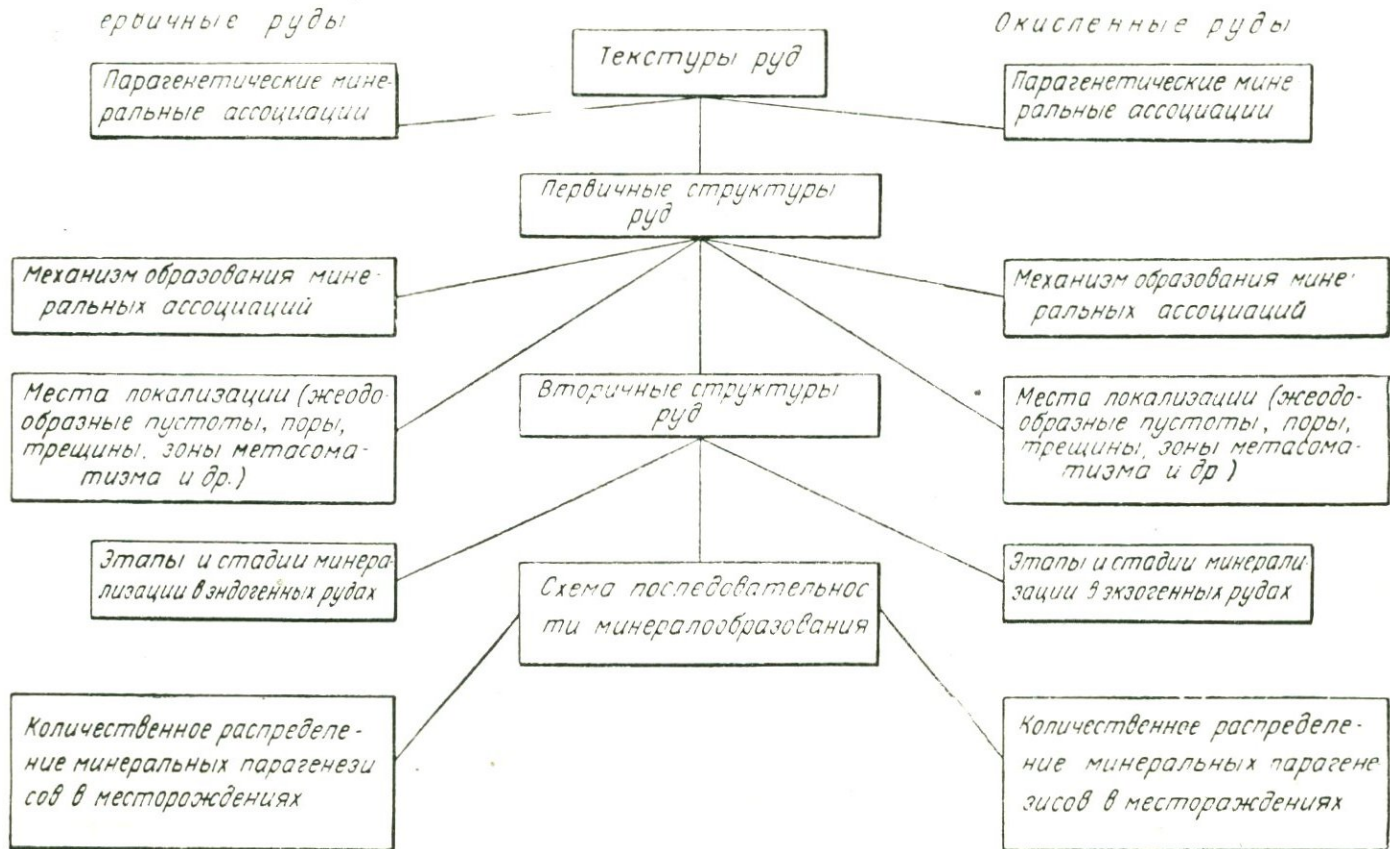 ервичные руды
Окисленные руды
Текстуры руд
Парагенетические мине-
ральные ассоциации
Парагенетические мине
ральные ассоциации
Первичные структуры
руд
Механизм образования мине-
ральных ассоциаций
Механизм образования мине-
ральных ассоциаций
Места локализации (жеодо-
образные пустоты, поры,
трещины, зоны метасома-
тизма и др.)
Вторичные структуры
руд
Места локализации (жеодо-
образные пустоты, поры,
трещины, зоны метасома-
тизма и др)
Этапы и стадии минера-
лизации в эндогенных рудах
Схема последовательнос
ти минералообразования
Этапы и стадии минерали-
зации в экзогенных рудах
Количественное распределе-
ние минеральных парагенези
сов в месторождениях
Количественное распределе-
ние минеральных парагене
зисов в местораждениях